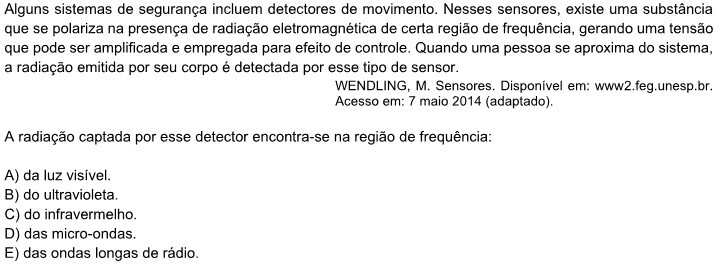 Alguns sistemas de segurança incluem detectores de movimento. Nesses sensores, existe uma substância
que se polariza na presença de radiação eletromagnética de certa região de frequência, gerando uma tensão
que pode ser amplificada e empregada para efeito de controle. Quando uma pessoa se aproxima do sistema,
a radiação emitida por seu corpo é detectada por esse tipo de sensor.
WENDLING, M. Sensores. Disponível em: www2.feg.unesp.br.
Acesso em: 7 maio 2014 (adaptado).
A radiação captada por esse detector encontra-se na região de frequência:
A) da luz visível.
B) do ultravioleta.
C) do infravermelho.
D) das micro-ondas.
E) das ondas longas de rádio.